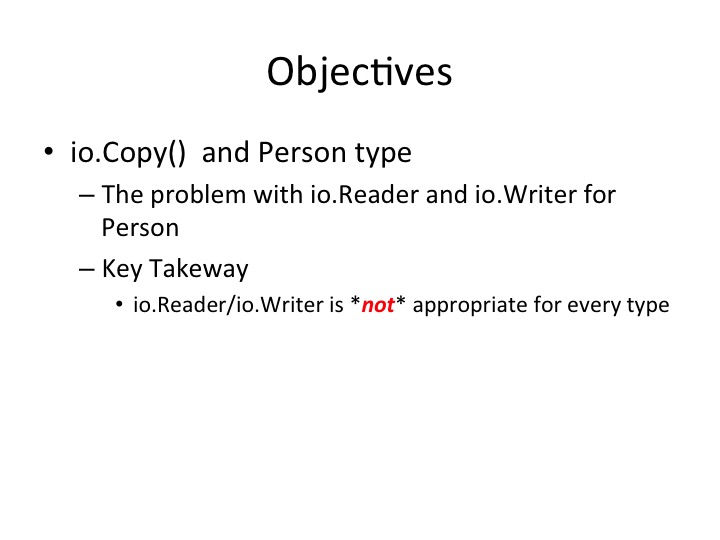 Objectives
• io.Copy()  and Person type
– The problem with io.Reader and io.Writer for
Person
– Key Takeway
• io.Reader/io.Writer is *not* appropriate for every type